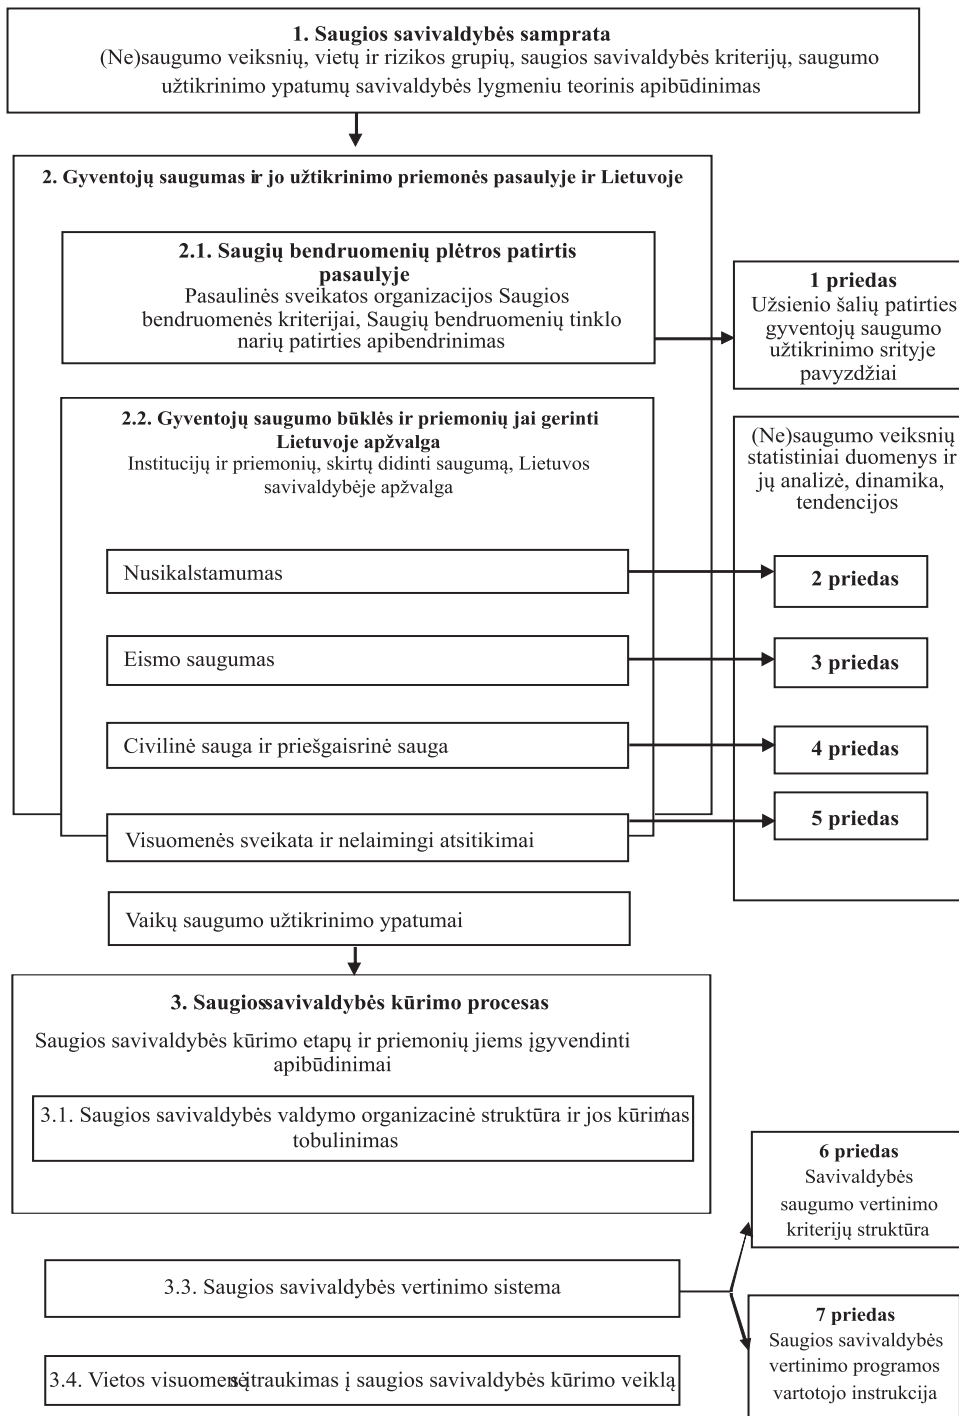 1. Saugios savivaldybės samprata
(Ne)saugumo veiksnių, vietų ir rizikos grupių, saugios savivaldybės kriterijų, saugumo
užtikrinimo ypatumų savivaldybės lygmeniu teorinis apibūdinimas
2. Gyventojų saugumas ir jo užtikrinimo priemonės pasaulyje ir Lietuvoje
2.1. Saugių bendruomenių plėtros patirtis
pasaulyje
Pasaulinės sveikatos organizacijos Saugios
bendruomenės kriterijai, Saugių bendruomenių tinklo
narių patirties apibendrinimas
1 priedas
Užsienio šalių patirties
gyventojų saugumo
užtikrinimo srityje
pavyzdžiai
2.2. Gyventojų saugumo būklės ir priemonių jai gerinti
Lietuvoje apžvalga
Institucijų ir priemonių, skirtų didinti saugumą, Lietuvos
savivaldybėje apžvalga
(Ne)saugumo veiksnių
statistiniai duomenys ir
jų analizė, dinamika,
tendencijos
Nusikalstamumas
2 priedas
Eismo saugumas
3 priedas
Civilinė sauga ir priešgaisrinė sauga
4 priedas
Visuomenės sveikata ir nelaimingi atsitikimai
5 priedas
Vaikų saugumo užtikrinimo ypatumai
3. Saugios savivaldybės kūrimo procesas
Saugios savivaldybės kūrimo etapų ir priemonių jiems įgyvendinti
apibūdinimai
3.1. Saugios savivaldybės valdymo organizacinė struktūra ir jos kūrimas/
tobulinimas
6 priedas
Savivaldybės
saugumo vertinimo
kriterijų struktūra
3.3. Saugios savivaldybės vertinimo sistema
7 priedas
Saugios savivaldybės
vertinimo programos
vartotojo instrukcija
3.4. Vietos visuomenės įtraukimas į saugios savivaldybės kūrimo veiklą